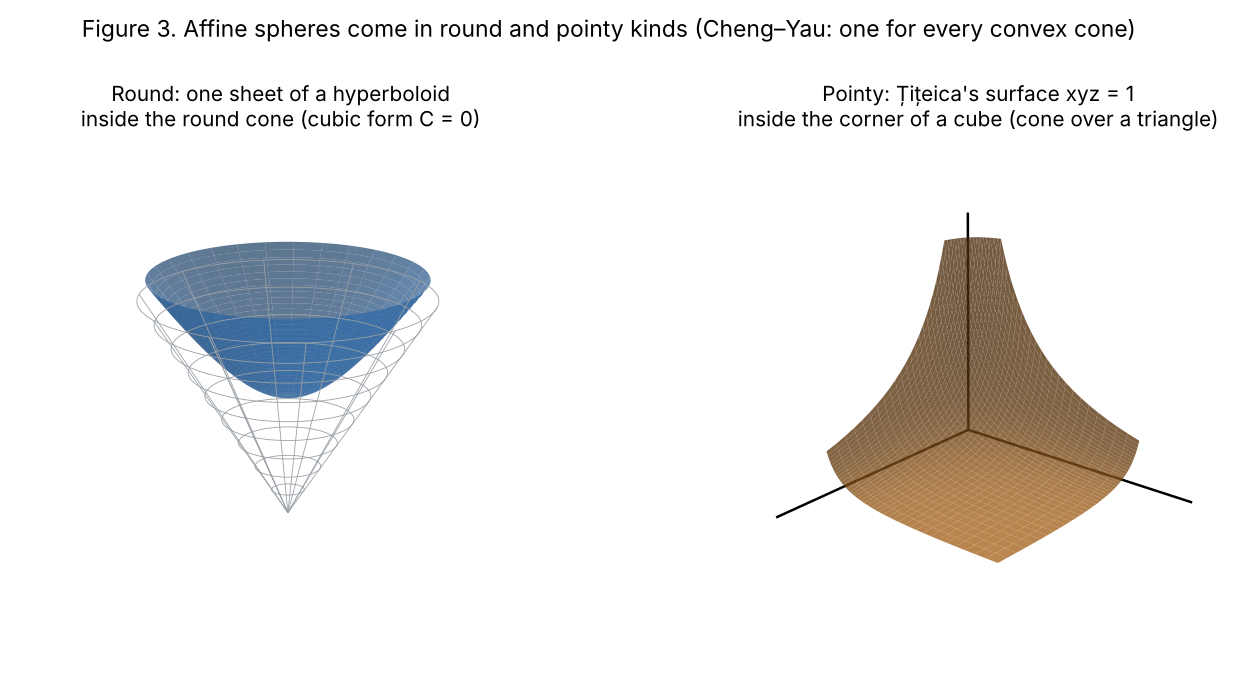 Figure 3. Affine spheres come in round and pointy kinds (Cheng–Yau: one for every convex cone)
Round: one sheet of a hyperboloid
inside the round cone (cubic form C = 0)
Pointy: Țițeica's surface xyz = 1
inside the corner of a cube (cone over a triangle)